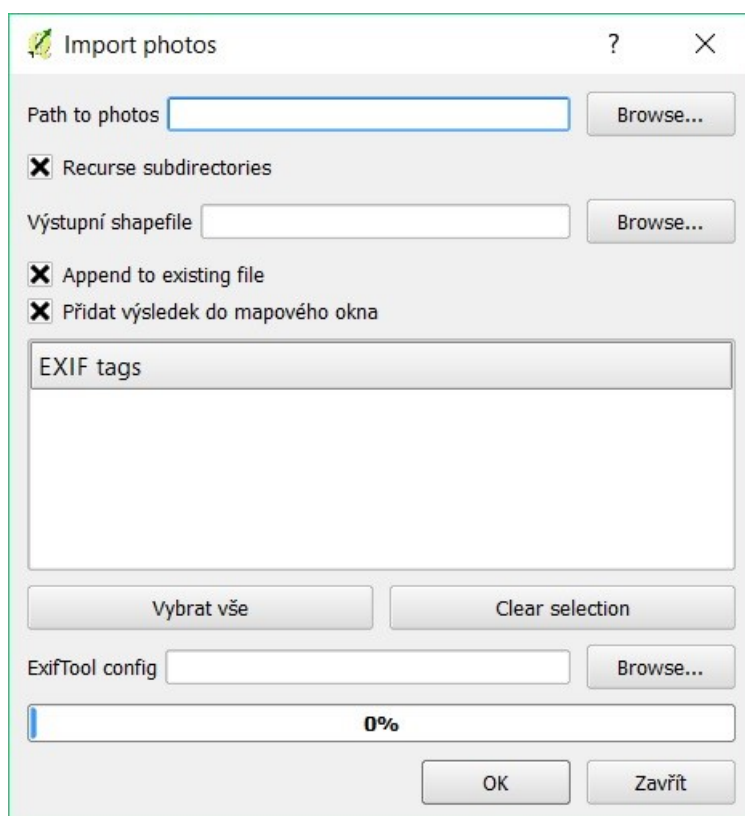 Import photos ?
Path to photos Browse...
Recurse subdirectories
Výstupní shapefile Browse...
Append to existing file
Přidat výsledek do mapového okna
EXIF tags
Vybrat vše Clear selection
ExifTool config Browse...
0%
OK Zavřít